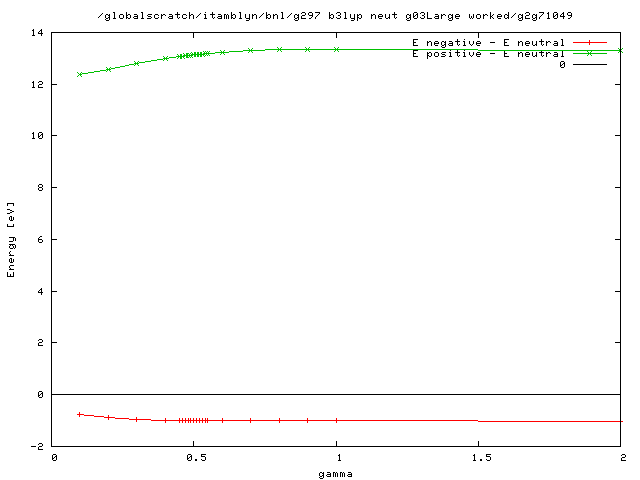 /globalscratch/itamblyn/bnl/g297 b3lyp neut g03Large worked/g2g71049
E negative - E neutral
E positive - E neutral
0
14
12
10
8
6
4
2
0
-2
Energy [eV]
0 0.5 1 1.5 2
gamma